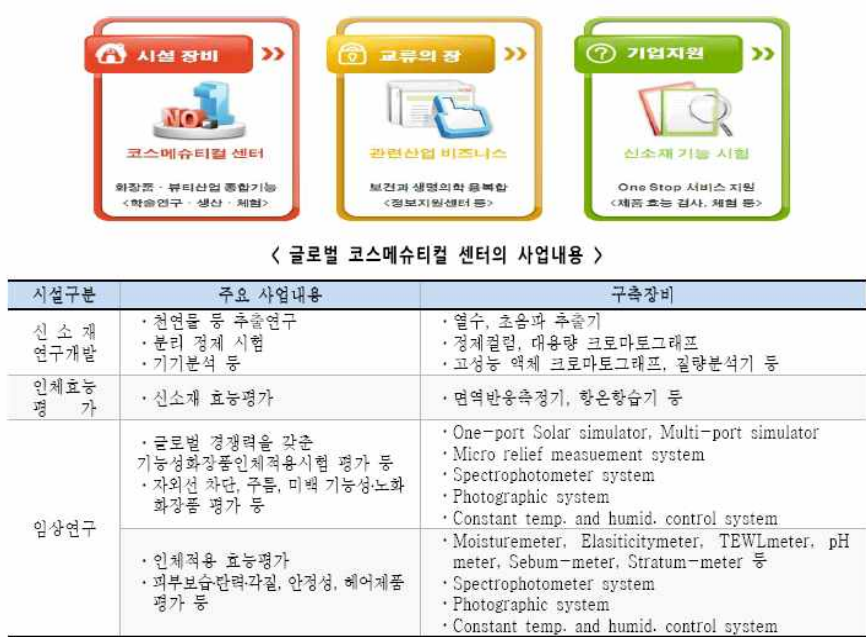 시설 장비 >>
NO.1
코스메슈티컬 센터
화장품 · 뷰티산업 종합기능
<학술연구 · 생산 · 체험>
교류의 장 >>
관련산업 비즈니스
보건과 생명의학 융복합
<정보지원센터 등>
? 기업지원 >>
신소재 기능 시험
One Stop 서비스 지원
<제품 효능 검사, 체험 등>
< 글로벌 코스메슈티컬 센터의 사업내용 >
시설구분 주요 사업내용 구축장비
신 소 재
연구개발
· 천연물 등 추출연구
· 분리 정제 시험
· 기기분석 등
· 열수, 초음파 추출기
· 정제컬럼, 대용량 크로마토그래프
· 고성능 액체 크로마토그래프, 질량분석기 등
인체효능
평 가
· 신소재 효능평가
· 면역반응측정기, 항온항습기 등
임상연구
· 글로벌 경쟁력을 갖춘
기능성화장품인체적용시험 평가 등
· 자외선 차단, 주름, 미백 기능성·노화
화장품 평가 등
· One-port Solar simulator, Multi-port simulator
· Micro relief measuement system
· Spectrophotometer system
· Photographic system
· Constant temp. and humid. control system
· 인체적용 효능평가
· 피부보습·탄력·각질, 안정성, 헤어제품
평가 등
· Moisturemeter, Elasiticitymeter, TEWLmeter, pH
meter, Sebum-meter, Stratum-meter 등
· Spectrophotometer system
· Photographic system
· Constant temp. and humid. control system